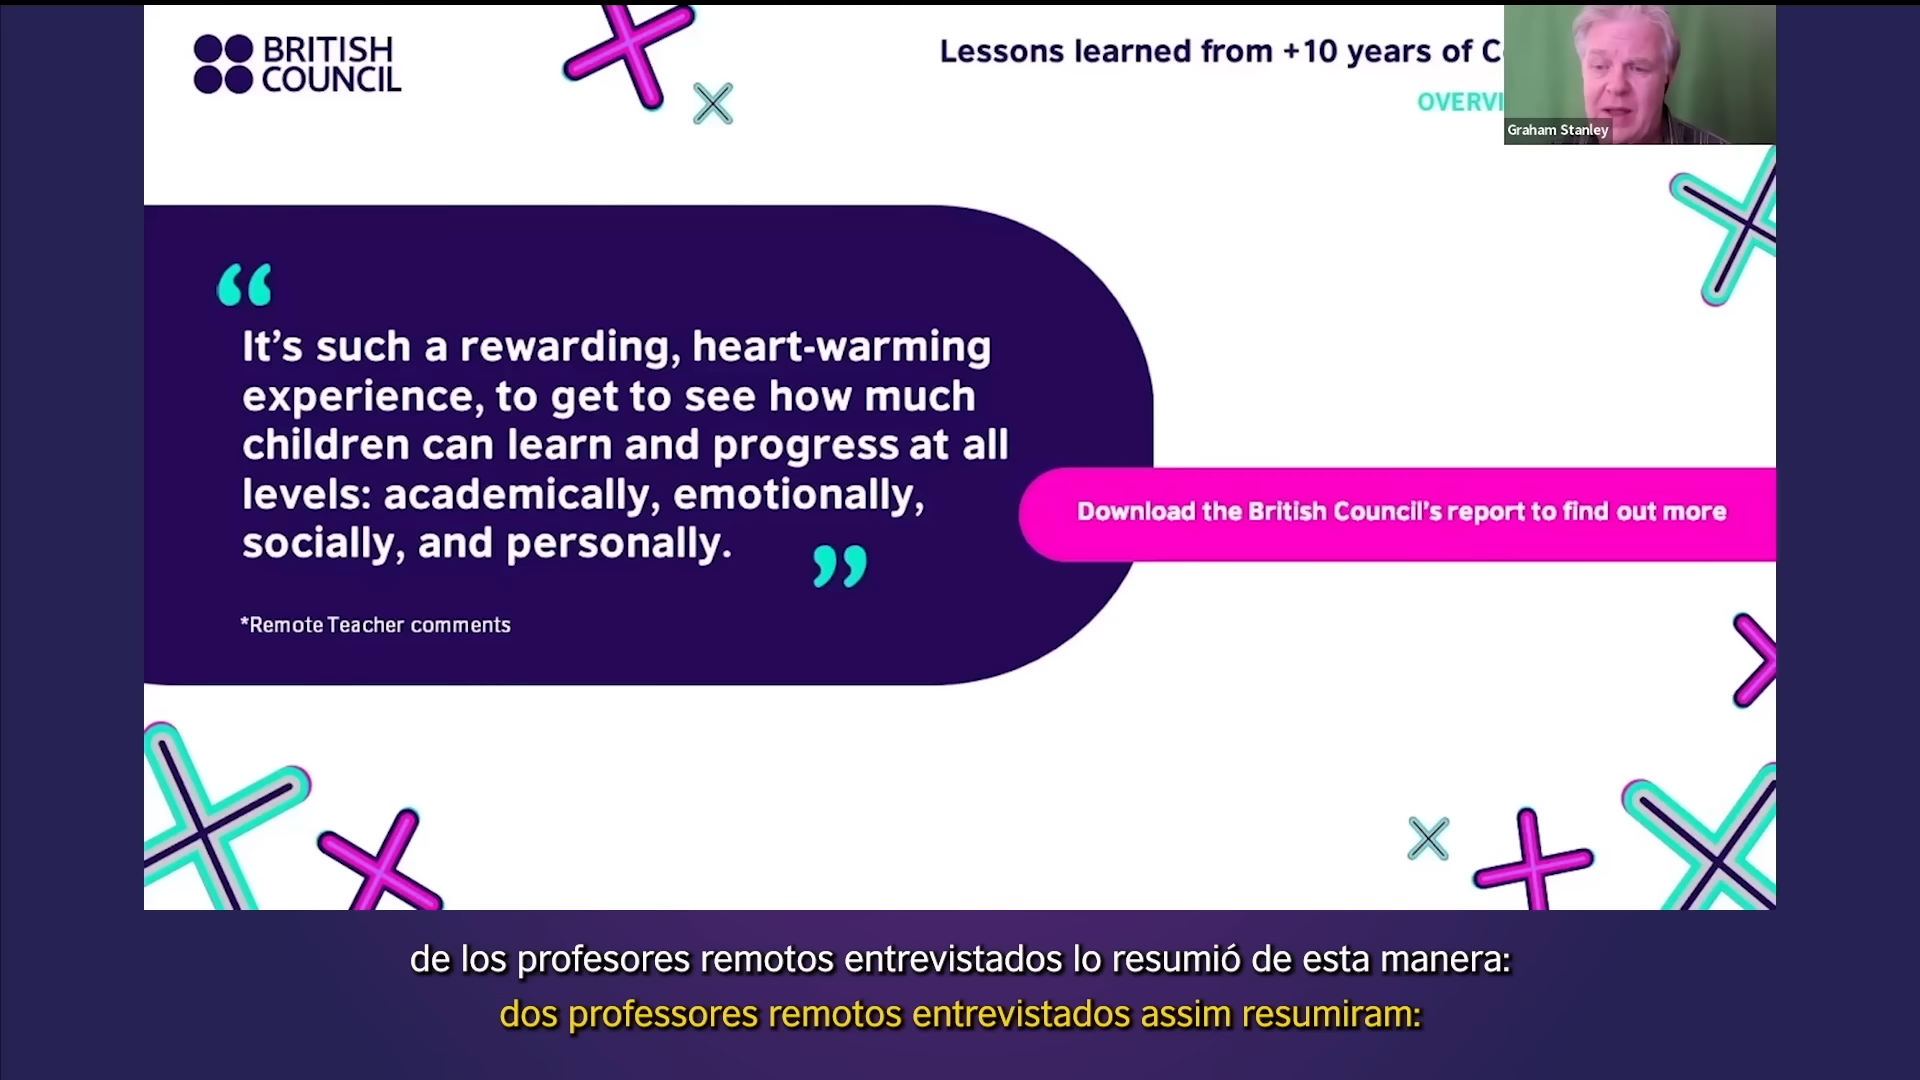 BRITISH
COUNCIL
Lessons learned from +10 years of
Graham Stanley
“
It’s such a rewarding, heart-warming
experience, to get to see how much
children can learn and progress at all
levels: academically, emotionally,
socially, and personally.
”
*Remote Teacher comments
Download the British Council’s report to find out more
de los profesores remotos entrevistados lo resumió de esta manera:
dos professores remotos entrevistados assim resumiram: